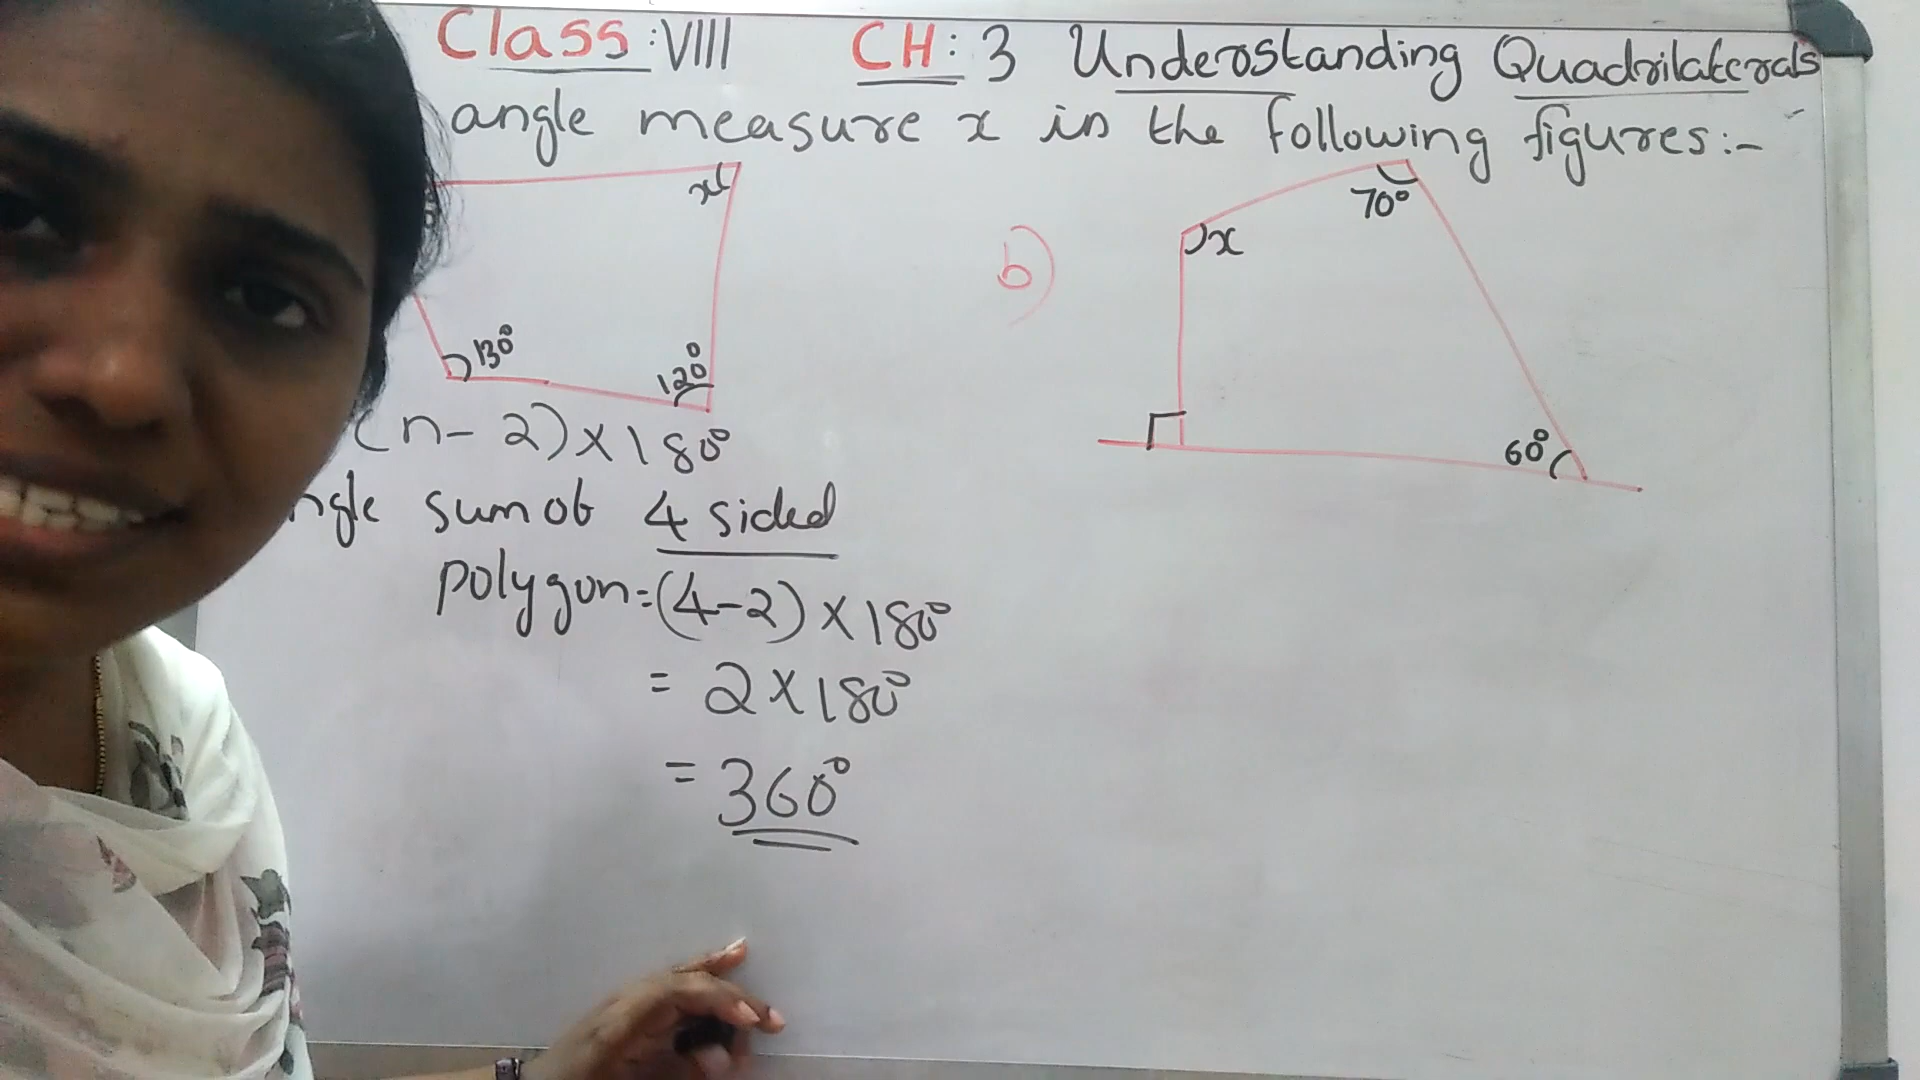 Class : VIII CH: 3 Understanding Quadrilaterals
angle measure x in the following figures:-
x
130°
120°
b)
70°
x
60°
(n-2)×180°
ngle sum of 4 sided
polygon=(4-2)×180°
= 2×180°
= 360°